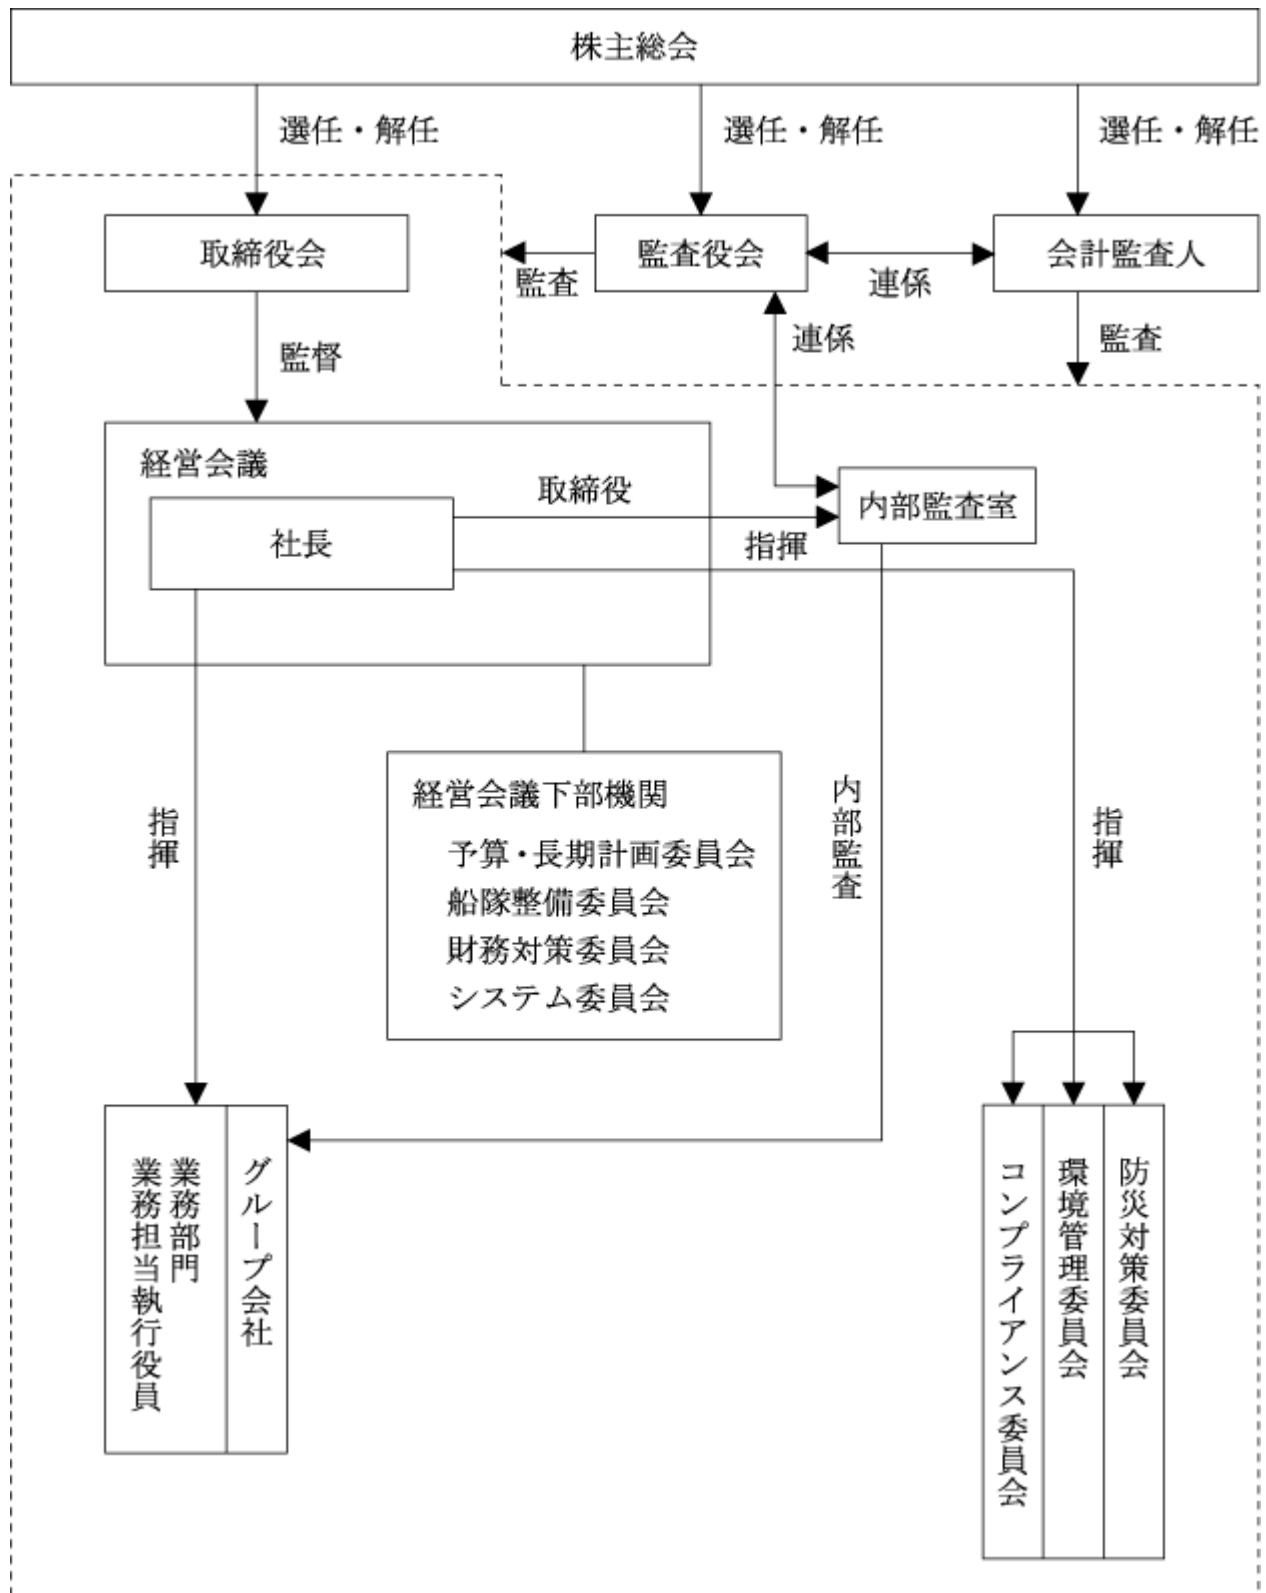 株主総会
選任・解任
選任・解任
選任・解任
取締役会
監査役会
会計監査人
監査
連係
監督
連係
監査
経営会議
取締役
社長
内部監査室
指揮
経営会議下部機関
予算・長期計画委員会
船隊整備委員会
財務対策委員会
システム委員会
指揮
内部監査
指揮
業務部門
業務担当執行役員
グループ会社
コンプライアンス委員会
環境管理委員会
防災対策委員会